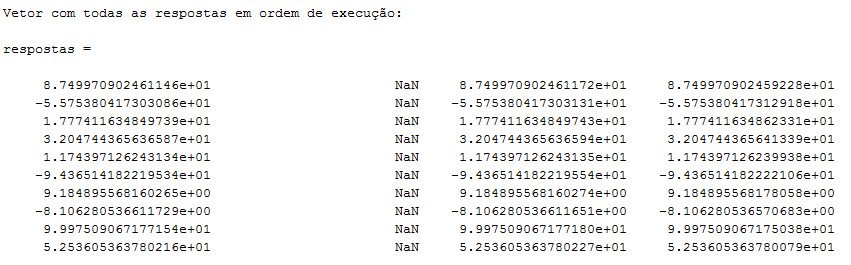 Vetor com todas as respostas em ordem de execução:
respostas =
8.749970902461146e+01 NaN 8.749970902461172e+01 8.749970902459228e+01
-5.575380417303086e+01 NaN -5.575380417303131e+01 -5.575380417312918e+01
1.777411634849739e+01 NaN 1.777411634849743e+01 1.777411634862331e+01
3.204744365636587e+01 NaN 3.204744365636594e+01 3.204744365641339e+01
1.174397126243134e+01 NaN 1.174397126243135e+01 1.174397126239938e+01
-9.436514182219534e+01 NaN -9.436514182219554e+01 -9.436514182222106e+01
9.184895568160265e+00 NaN 9.184895568160274e+00 9.184895568178058e+00
-8.106280536611729e+00 NaN -8.106280536611651e+00 -8.106280536570683e+00
9.997509067177154e+01 NaN 9.997509067177180e+01 9.997509067175038e+01
5.253605363780216e+01 NaN 5.253605363780227e+01 5.253605363780079e+01